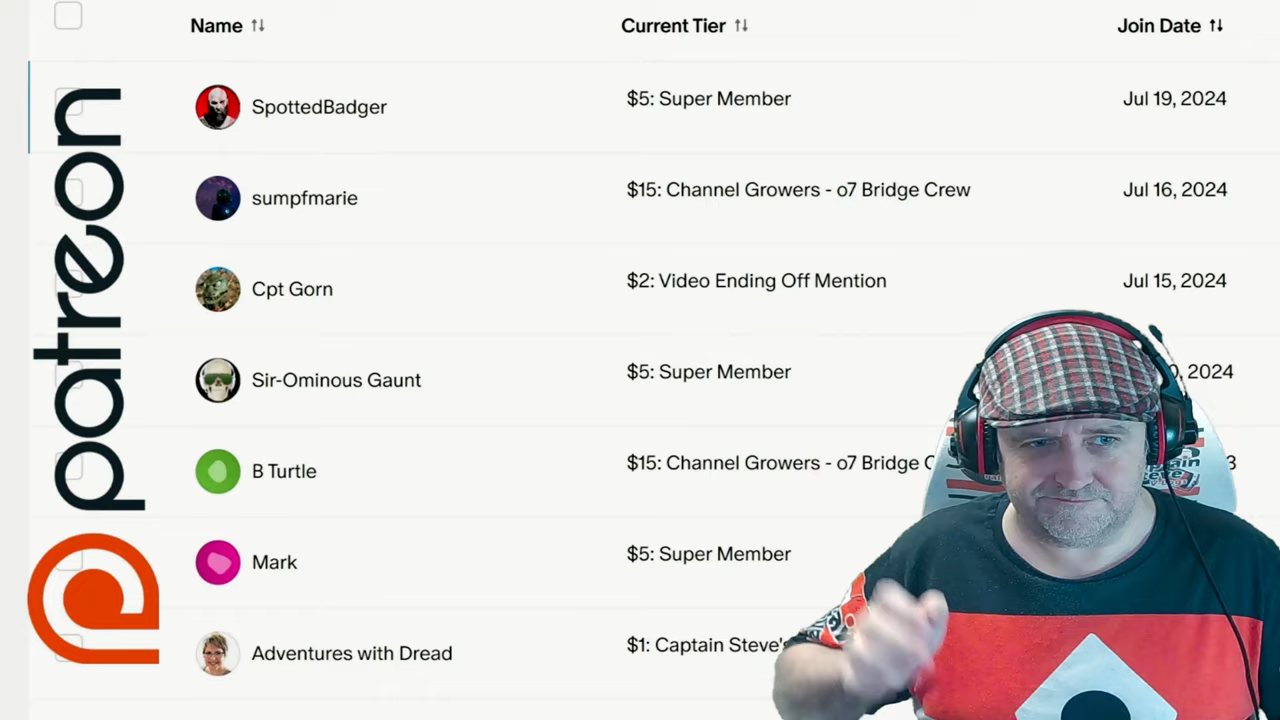 Name Current Tier Join Date
SpottedBadger $5: Super Member Jul 19, 2024
sumpfmarie $15: Channel Growers - o7 Bridge Crew Jul 16, 2024
Cpt Gorn $2: Video Ending Off Mention Jul 15, 2024
Sir-Ominous Gaunt $5: Super Member 2024
B Turtle $15: Channel Growers - o7 Bridge
Mark $5: Super Member
Adventures with Dread $1: Captain Steve's
patreon